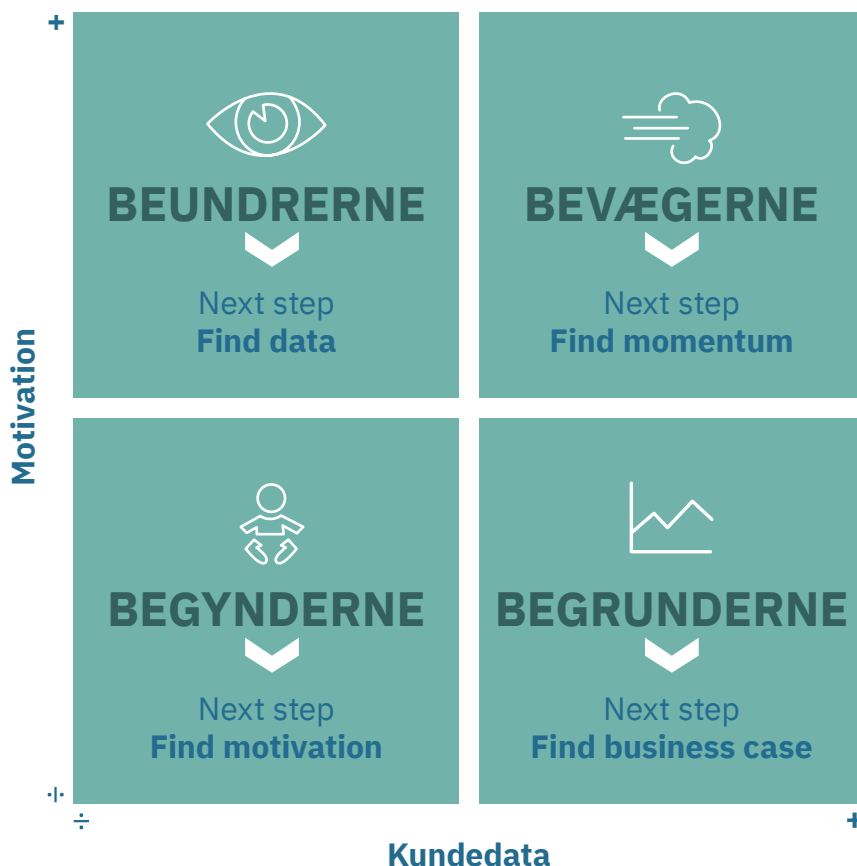 +
BEUNDRERNE
Next step
Find data
BEVÆGERNE
Next step
Find momentum
Motivation
BEGYNDERNE
Next step
Find motivation
BEGRUNDERNE
Next step
Find business case
÷
÷
+
Kundedata